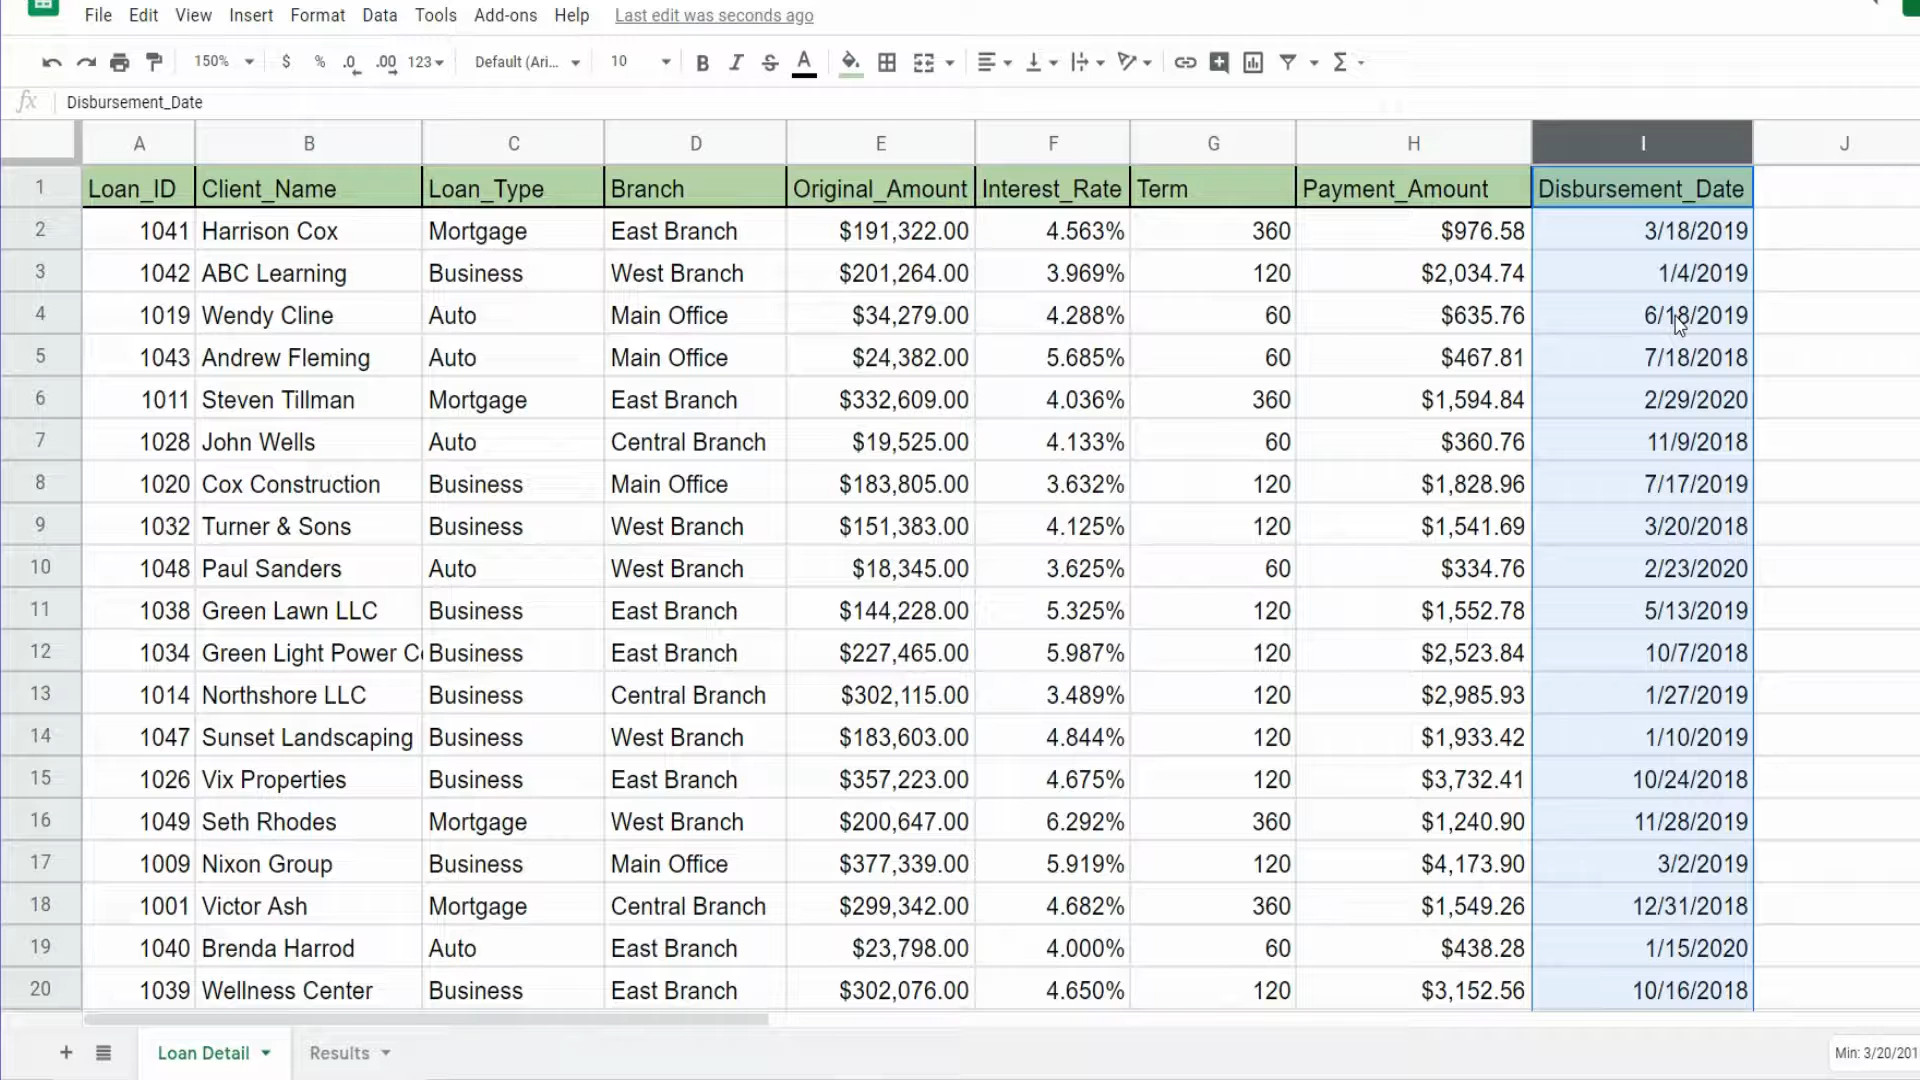 File Edit View Insert Format Data Tools Add-ons Help Last edit was seconds ago
150% $ % .0 .00 123 Default (Ari... 10 B I S A
fx Disbursement_Date
A B C D E F G H I J
1 Loan_ID Client_Name Loan_Type Branch Original_Amount Interest_Rate Term Payment_Amount Disbursement_Date
2 1041 Harrison Cox Mortgage East Branch $191,322.00 4.563% 360 $976.58 3/18/2019
3 1042 ABC Learning Business West Branch $201,264.00 3.969% 120 $2,034.74 1/4/2019
4 1019 Wendy Cline Auto Main Office $34,279.00 4.288% 60 $635.76 6/18/2019
5 1043 Andrew Fleming Auto Main Office $24,382.00 5.685% 60 $467.81 7/18/2018
6 1011 Steven Tillman Mortgage East Branch $332,609.00 4.036% 360 $1,594.84 2/29/2020
7 1028 John Wells Auto Central Branch $19,525.00 4.133% 60 $360.76 11/9/2018
8 1020 Cox Construction Business Main Office $183,805.00 3.632% 120 $1,828.96 7/17/2019
9 1032 Turner & Sons Business West Branch $151,383.00 4.125% 120 $1,541.69 3/20/2018
10 1048 Paul Sanders Auto West Branch $18,345.00 3.625% 60 $334.76 2/23/2020
11 1038 Green Lawn LLC Business East Branch $144,228.00 5.325% 120 $1,552.78 5/13/2019
12 1034 Green Light Power Business East Branch $227,465.00 5.987% 120 $2,523.84 10/7/2018
13 1014 Northshore LLC Business Central Branch $302,115.00 3.489% 120 $2,985.93 1/27/2019
14 1047 Sunset Landscaping Business West Branch $183,603.00 4.844% 120 $1,933.42 1/10/2019
15 1026 Vix Properties Business East Branch $357,223.00 4.675% 120 $3,732.41 10/24/2018
16 1049 Seth Rhodes Mortgage West Branch $200,647.00 6.292% 360 $1,240.90 11/28/2019
17 1009 Nixon Group Business Main Office $377,339.00 5.919% 120 $4,173.90 3/2/2019
18 1001 Victor Ash Mortgage Central Branch $299,342.00 4.682% 360 $1,549.26 12/31/2018
19 1040 Brenda Harrod Auto East Branch $23,798.00 4.000% 60 $438.28 1/15/2020
20 1039 Wellness Center Business East Branch $302,076.00 4.650% 120 $3,152.56 10/16/2018
Loan Detail Results Min: 3/20/201